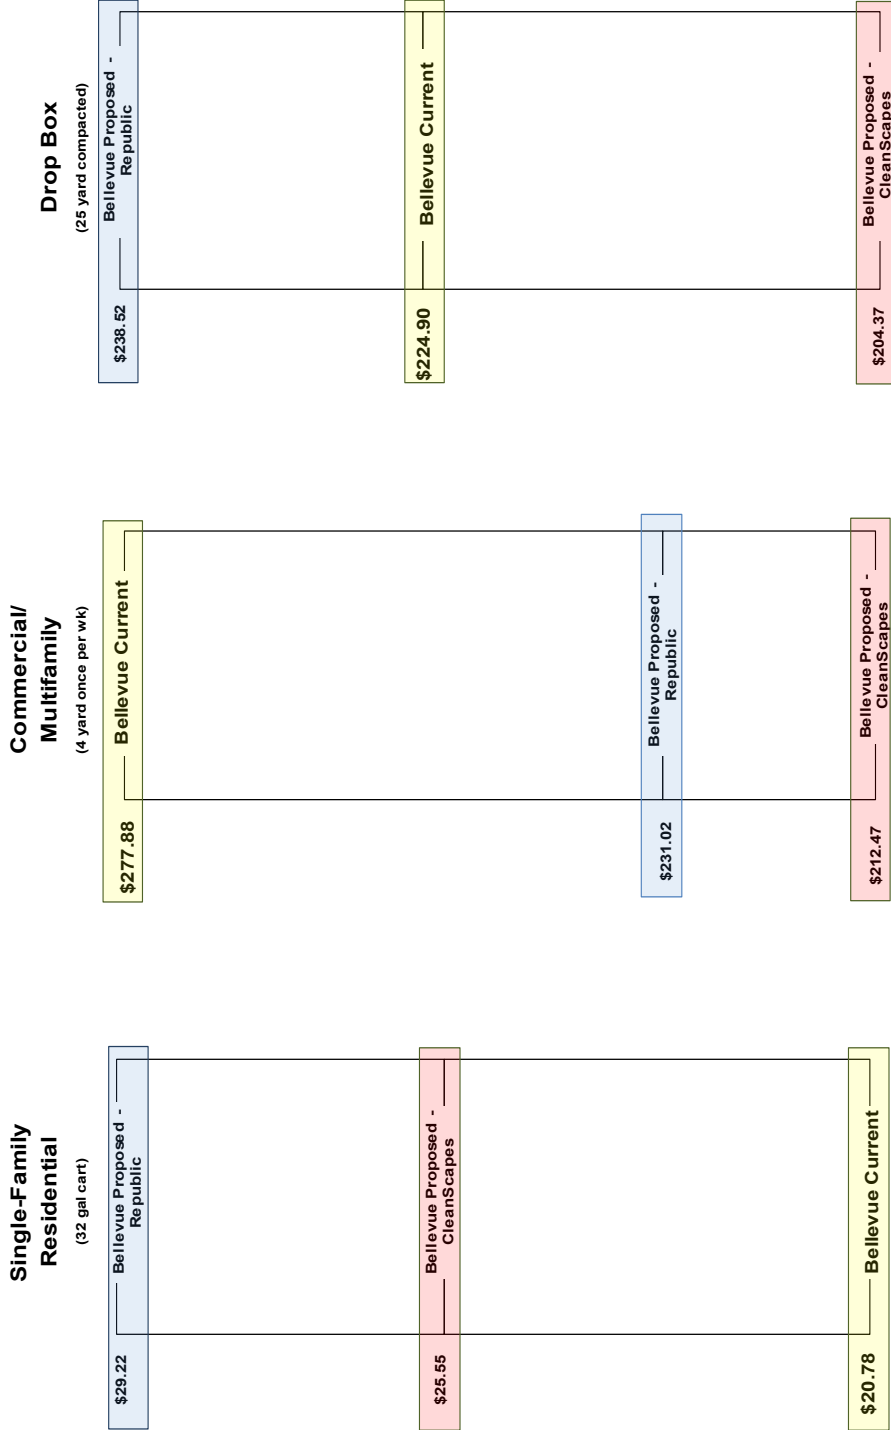 Single-Family
Residential
(32 gal cart)
$29.22
Bellevue Proposed -
Republic
$25.55
Bellevue Proposed -
CleanScapes
$20.78
Bellevue Current
Commercial/
Multifamily
(4 yard once per wk)
$277.88
Bellevue Current
$231.02
Bellevue Proposed -
Republic
$212.47
Bellevue Proposed -
CleanScapes
Drop Box
(25 yard compacted)
$238.52
Bellevue Proposed -
Republic
$224.90
Bellevue Current
$204.37
Bellevue Proposed -
CleanScapes